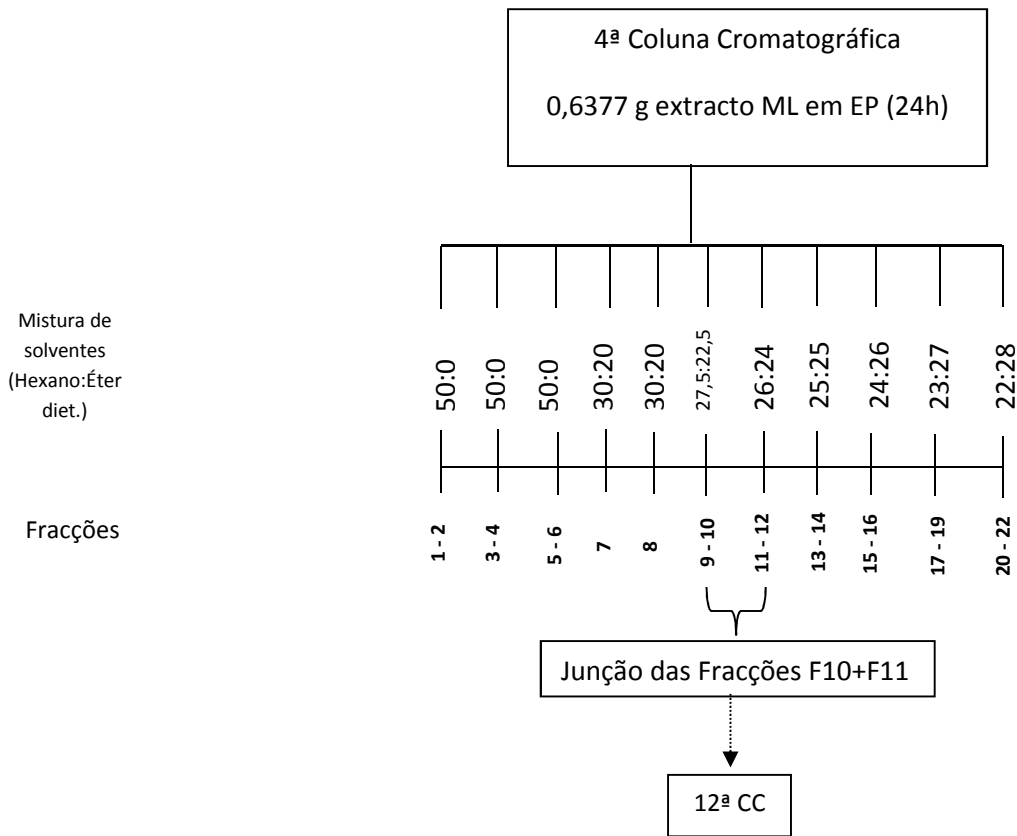 4ª Coluna Cromatográfica
0,6377 g extracto ML em EP (24h)
Mistura de
solventes
(Hexano:Éter
diet.)
50:0
50:0
50:0
30:20
30:20
27,5:22,5
26:24
25:25
24:26
23:27
22:28
Fracções
1 - 2
3 - 4
5 - 6
7
8
9 - 10
11 - 12
13 - 14
15 - 16
17 - 19
20 - 22
Junção das Fracções F10+F11
12ª CC